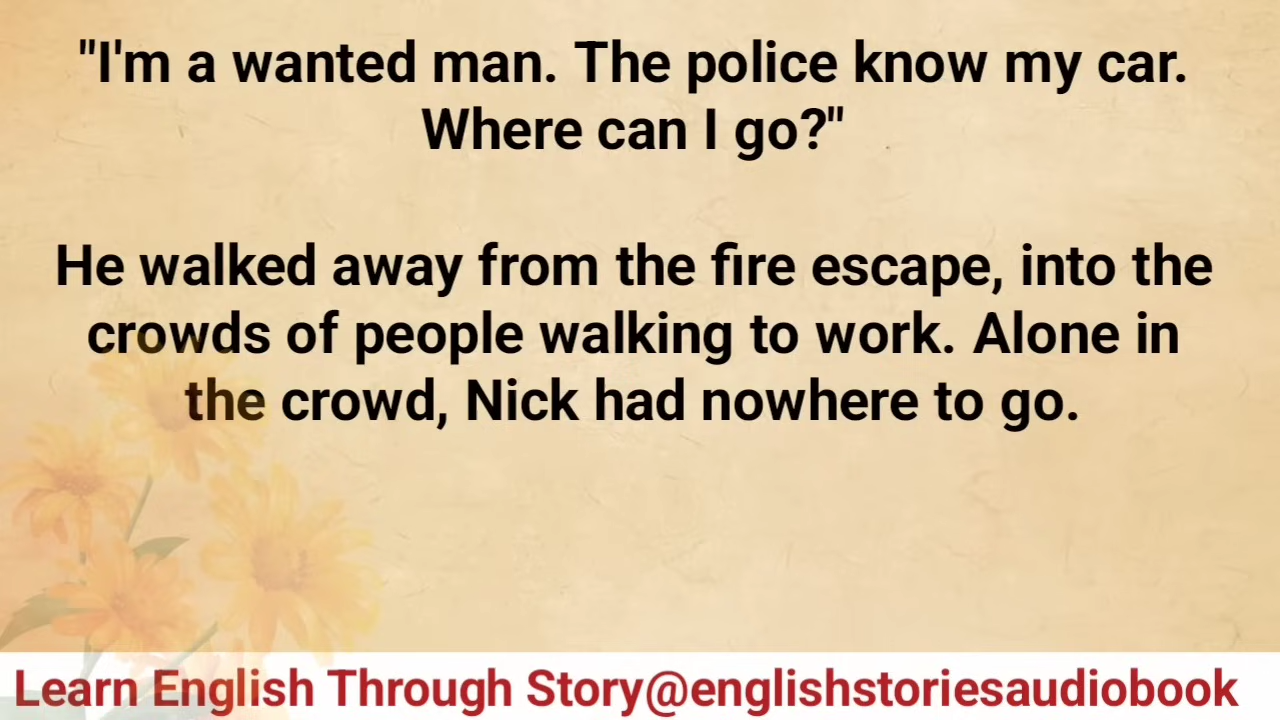 "I'm a wanted man. The police know my car.
Where can I go?"
He walked away from the fire escape, into the
crowds of people walking to work. Alone in
the crowd, Nick had nowhere to go.
Learn English Through Story@englishstoriesaudiobook